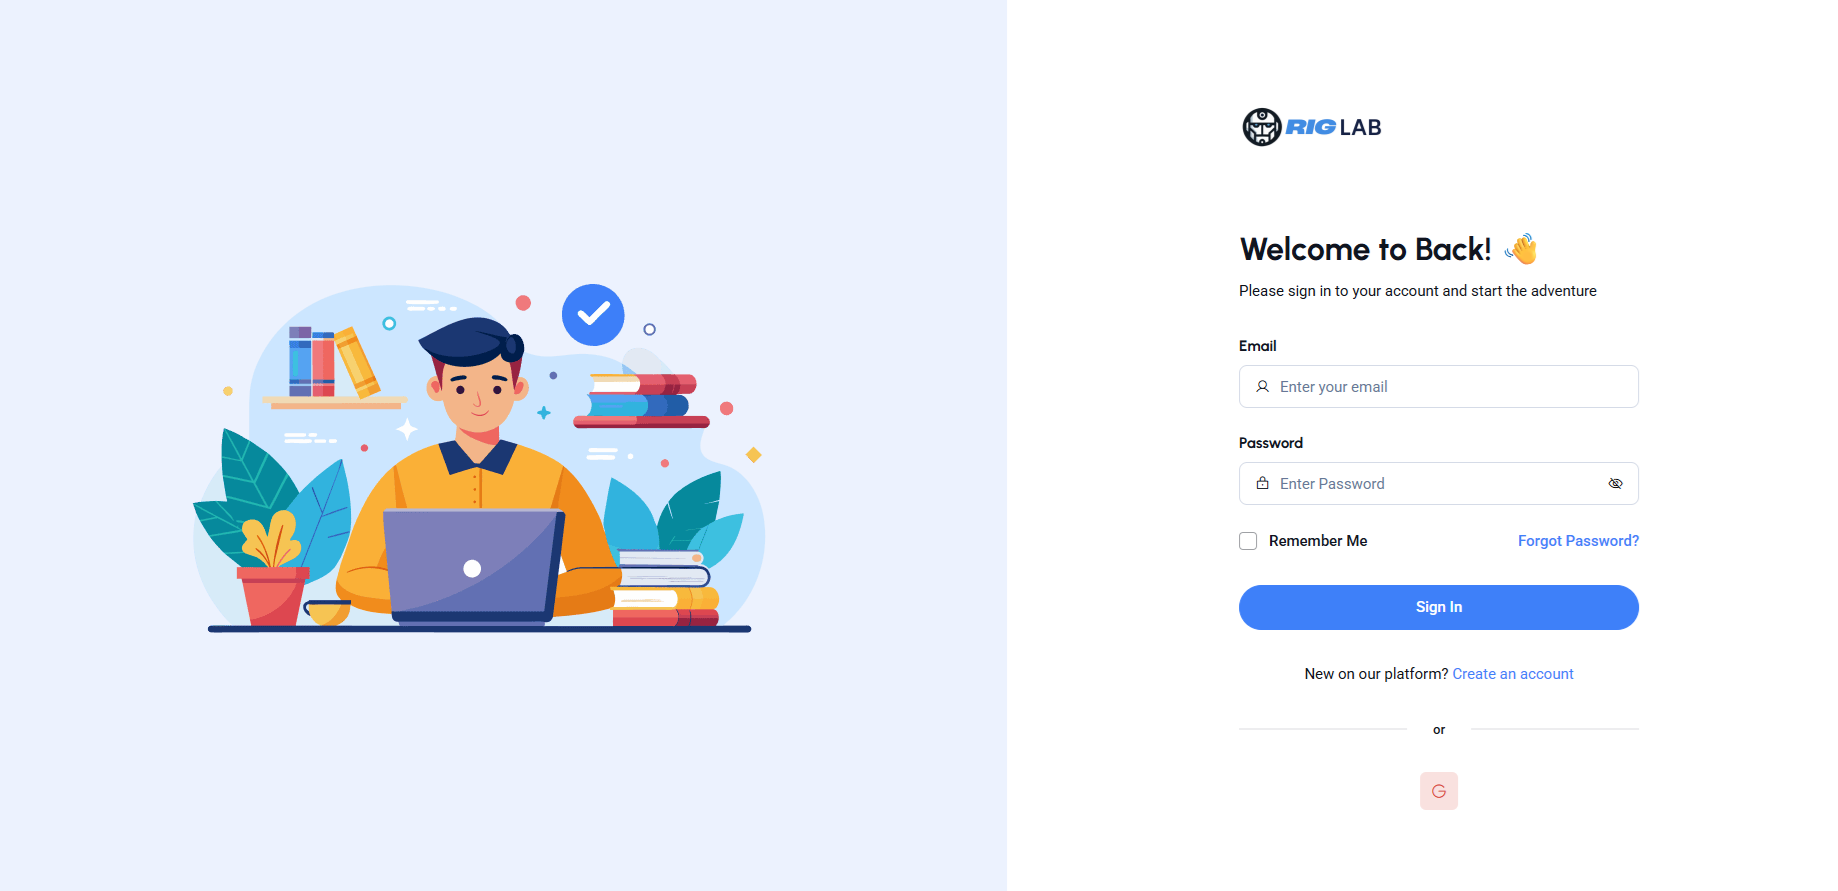 RIG LAB
Welcome to Back!
Please sign in to your account and start the adventure
Email
Enter your email
Password
Enter Password
Remember Me Forgot Password?
Sign In
New on our platform? Create an account
or
G